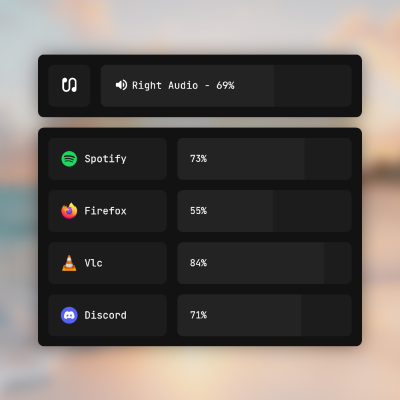 Right Audio - 69%
Spotify 73%
Firefox 55%
Vlc 84%
Discord 71%